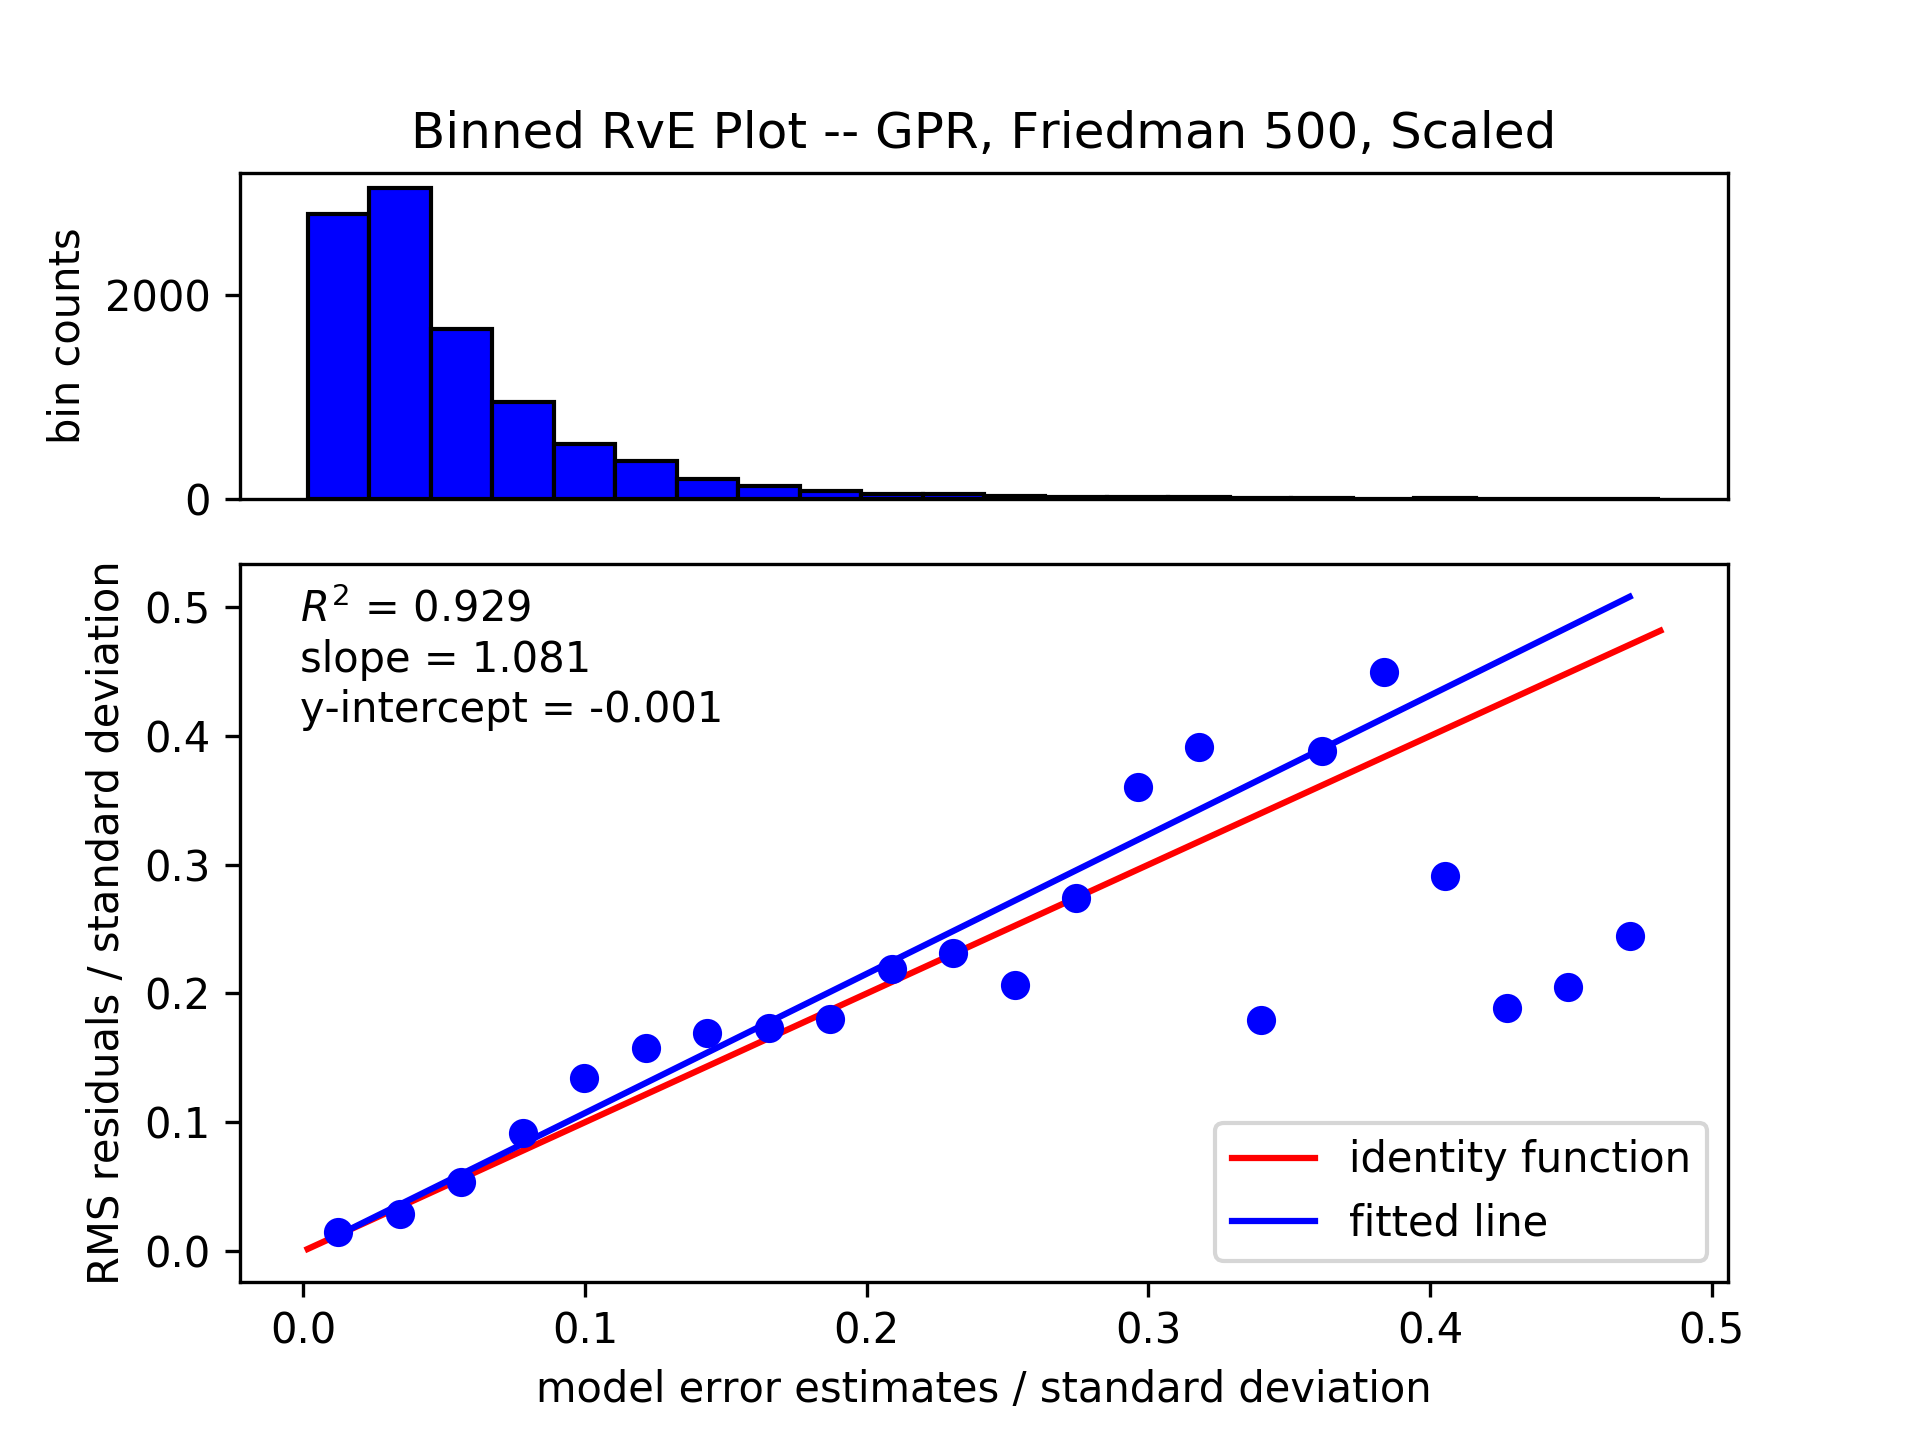 Binned RvE Plot -- GPR, Friedman 500, Scaled
bin counts
2000
0
RMS residuals / standard deviation
R² = 0.929
slope = 1.081
y-intercept = -0.001
0.5
0.4
0.3
0.2
0.1
0.0
identity function
fitted line
0.0 0.1 0.2 0.3 0.4 0.5
model error estimates / standard deviation